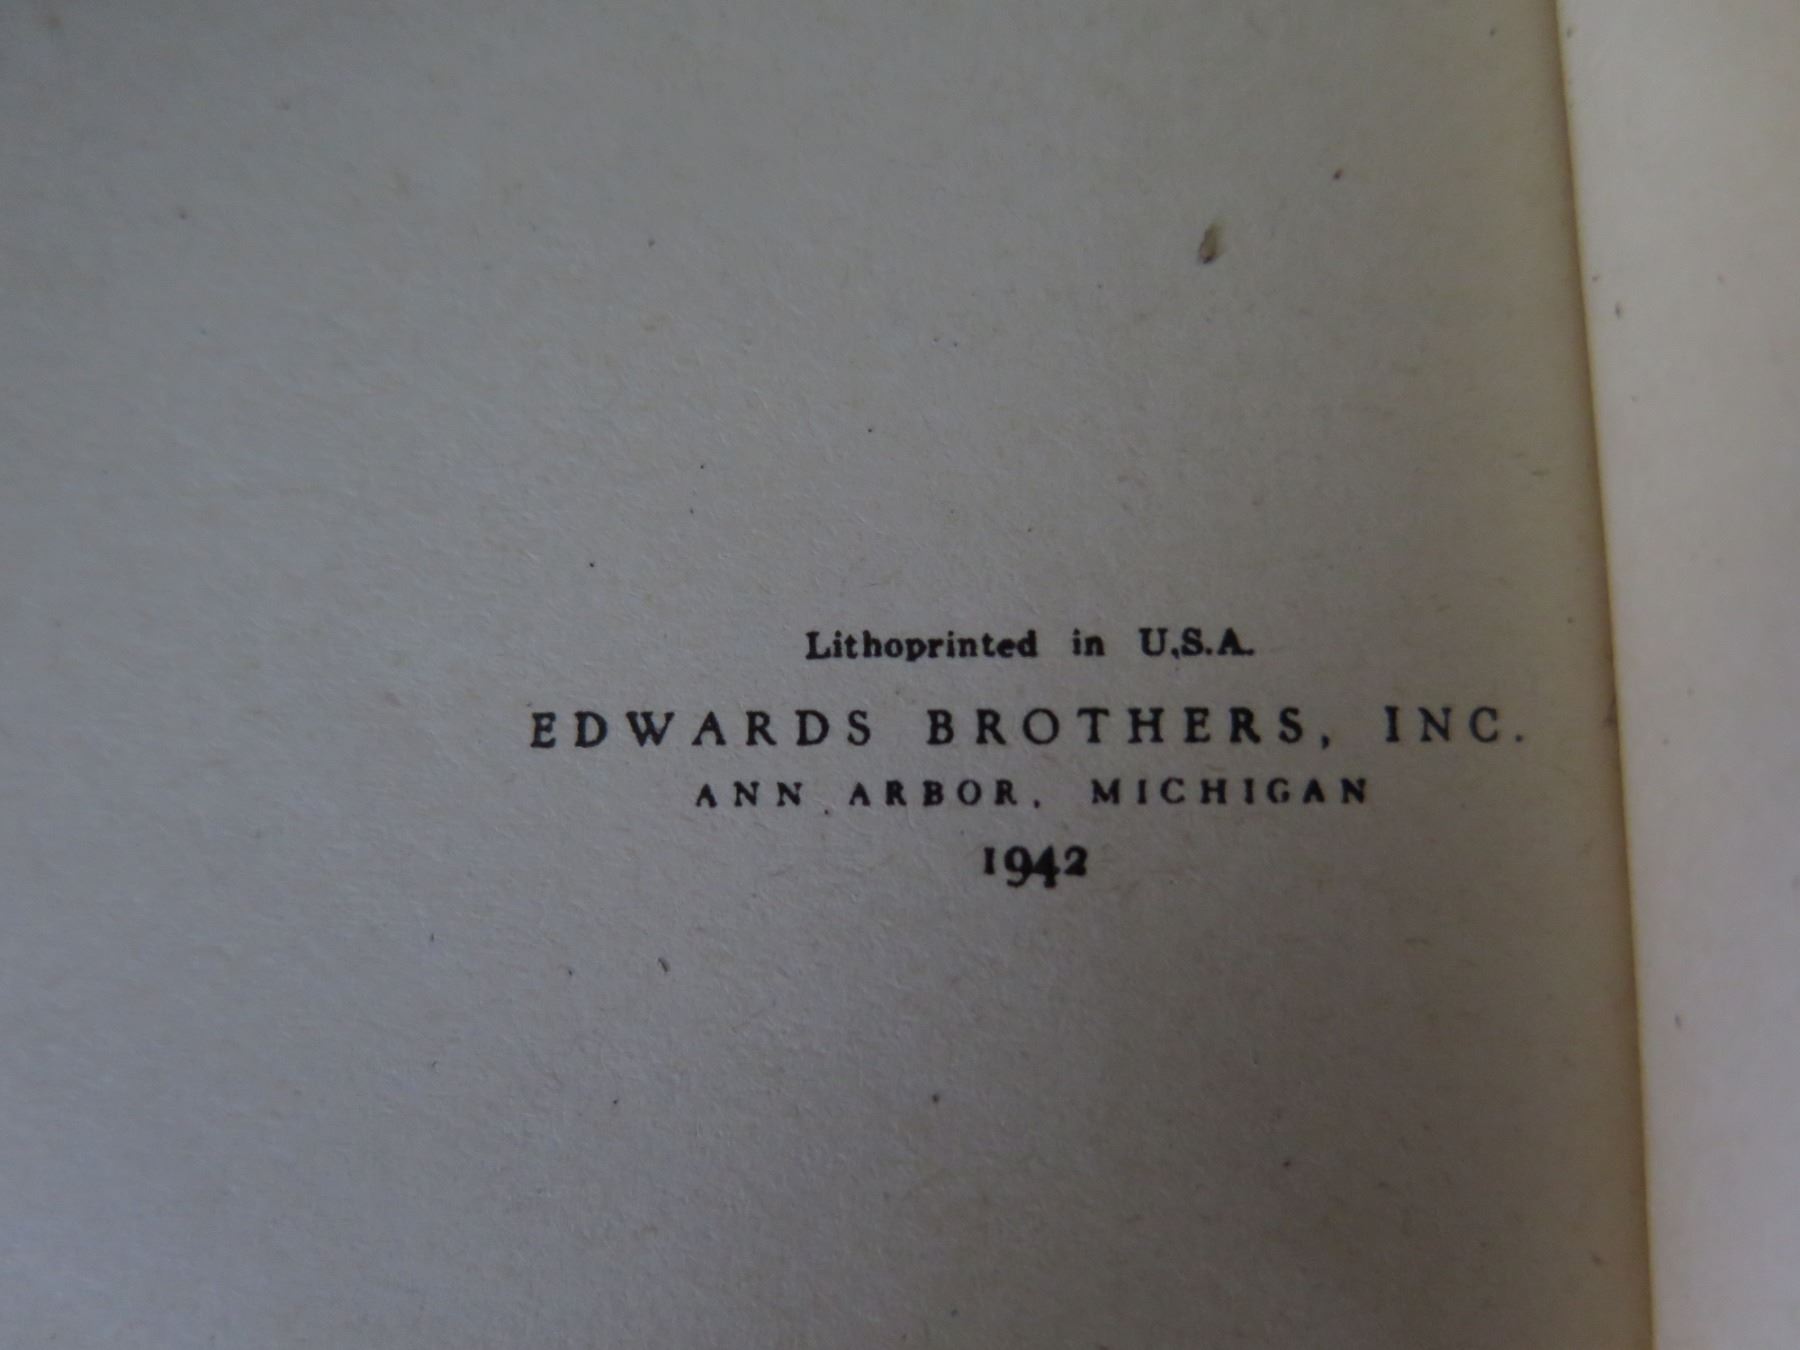 Lithoprinted in U.S.A.
EDWARDS BROTHERS, INC.
ANN ARBOR, MICHIGAN
1942